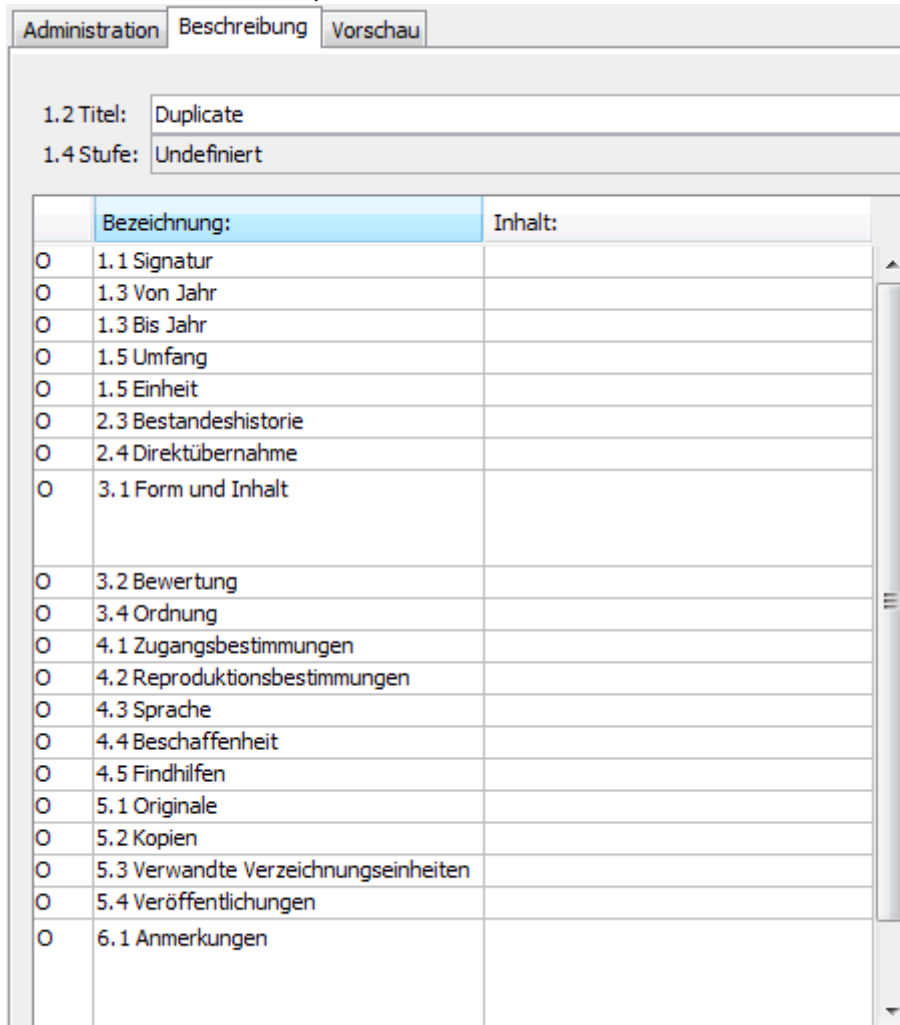 Administration Beschreibung Vorschau
1.2 Titel: Duplicate
1.4 Stufe: Undefiniert
Bezeichnung: Inhalt:
O 1.1 Signatur
O 1.3 Von Jahr
O 1.3 Bis Jahr
O 1.5 Umfang
O 1.5 Einheit
O 2.3 Bestandeshistorie
O 2.4 Direktübernahme
O 3.1 Form und Inhalt
O 3.2 Bewertung
O 3.4 Ordnung
O 4.1 Zugangsbestimmungen
O 4.2 Reproduktionsbestimmungen
O 4.3 Sprache
O 4.4 Beschaffenheit
O 4.5 Findhilfen
O 5.1 Originale
O 5.2 Kopien
O 5.3 Verwandte Verzeichnungseinheiten
O 5.4 Veröffentlichungen
O 6.1 Anmerkungen